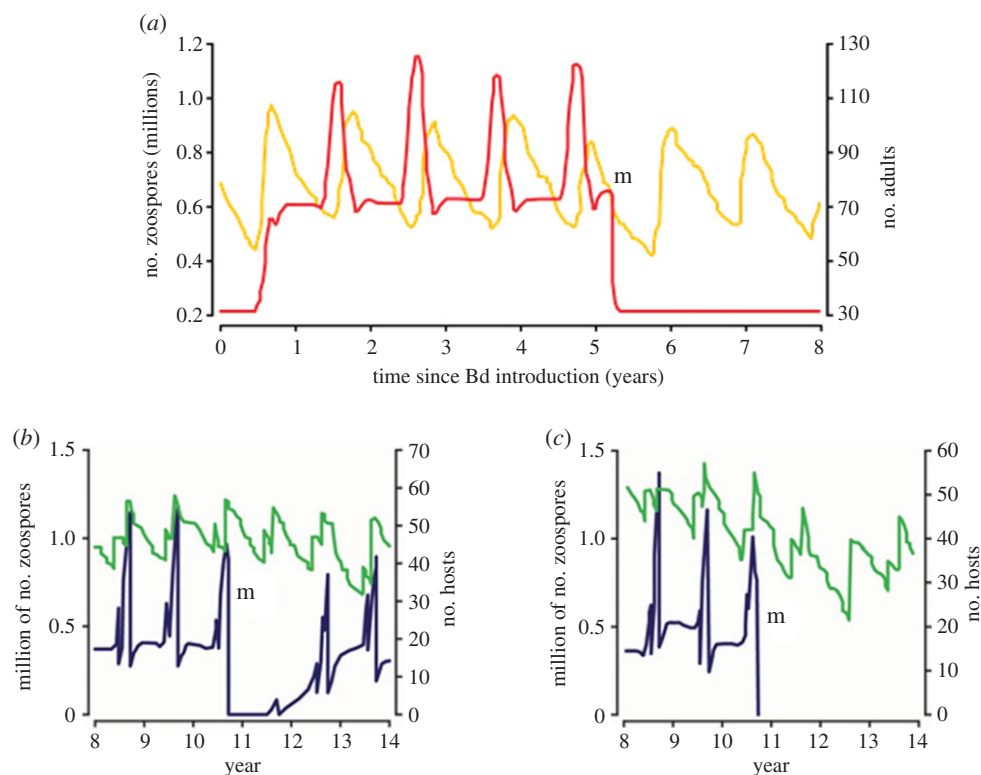 (a)
1.2
1.0
0.8
0.6
0.4
0.2
no. zoospores (millions)
130
110
90
70
50
30
no. adults
m
0 1 2 3 4 5 6 7 8
time since Bd introduction (years)
(b)
1.5
1.0
0.5
0
million of no. zoospores
70
60
50
40
30
20
10
0
no. hosts
m
8 9 10 11 12 13 14
year
(c)
1.5
1.0
0.5
0
million of no. zoospores
60
50
40
30
20
10
0
no. hosts
m
8 9 10 11 12 13 14
year